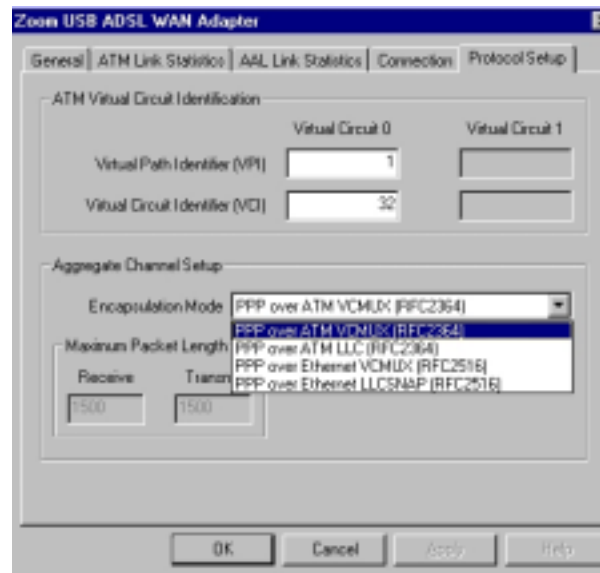 Zoom USB ADSL WAN Adapter
General ATM Link Statistics AAL Link Statistics Connection Protocol Setup
ATM Virtual Circuit Identification
Virtual Circuit 0 Virtual Circuit 1
Virtual Path Identifier (VPI) 1
Virtual Circuit Identifier (VCI) 32
Aggregate Channel Setup
Encapsulation Mode PPP over ATM VCMUX (RFC2364)
PPP over ATM VCMUX (RFC2364)
Maximum Packet Length PPP over ATM LLC (RFC2364)
PPP over Ethernet VCMUX (RFC2516)
Receive Transm PPP over Ethernet LLCSNAP (RFC2516)
1500 1500
OK Cancel Apply Help